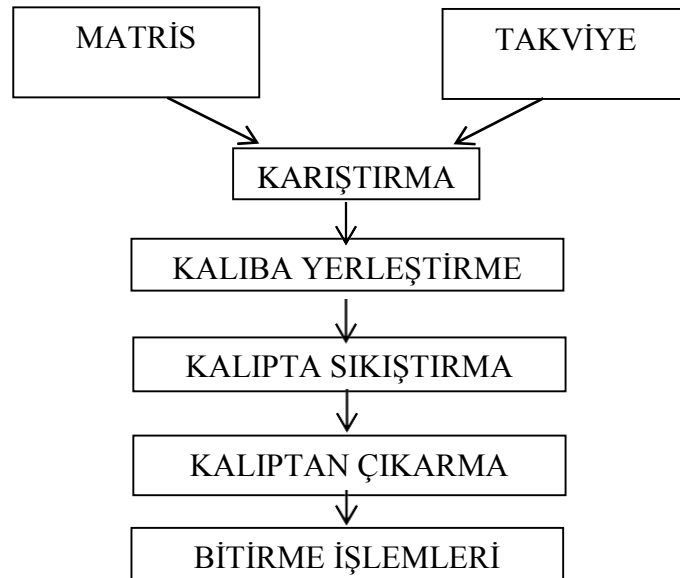 MATRİS
TAKVİYE
KARIŞTIRMA
KALIBA YERLEŞTİRME
KALIPTA SIKIŞTIRMA
KALIPTAN ÇIKARMA
BİTİRME İŞLEMLERİ